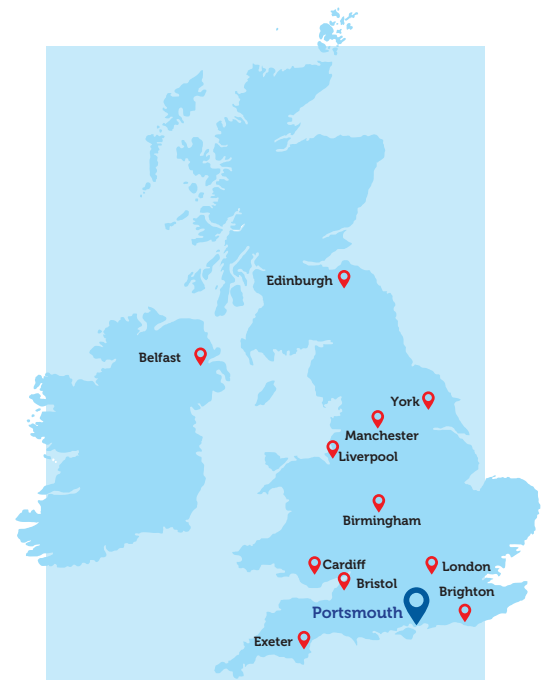 Edinburgh
Belfast
York
Manchester
Liverpool
Birmingham
Cardiff
London
Bristol
Brighton
Portsmouth
Exeter